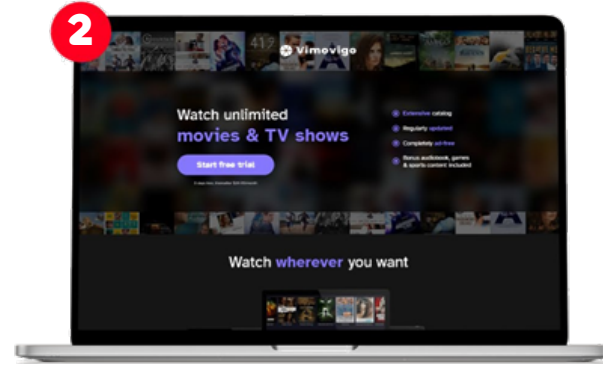 2
Vimovigo
Watch unlimited
movies & TV shows
Start free trial
Extensive catalog
Regularly updated
Completely ad-free
Bonus audiobook, games
& sports content included
Watch wherever you want